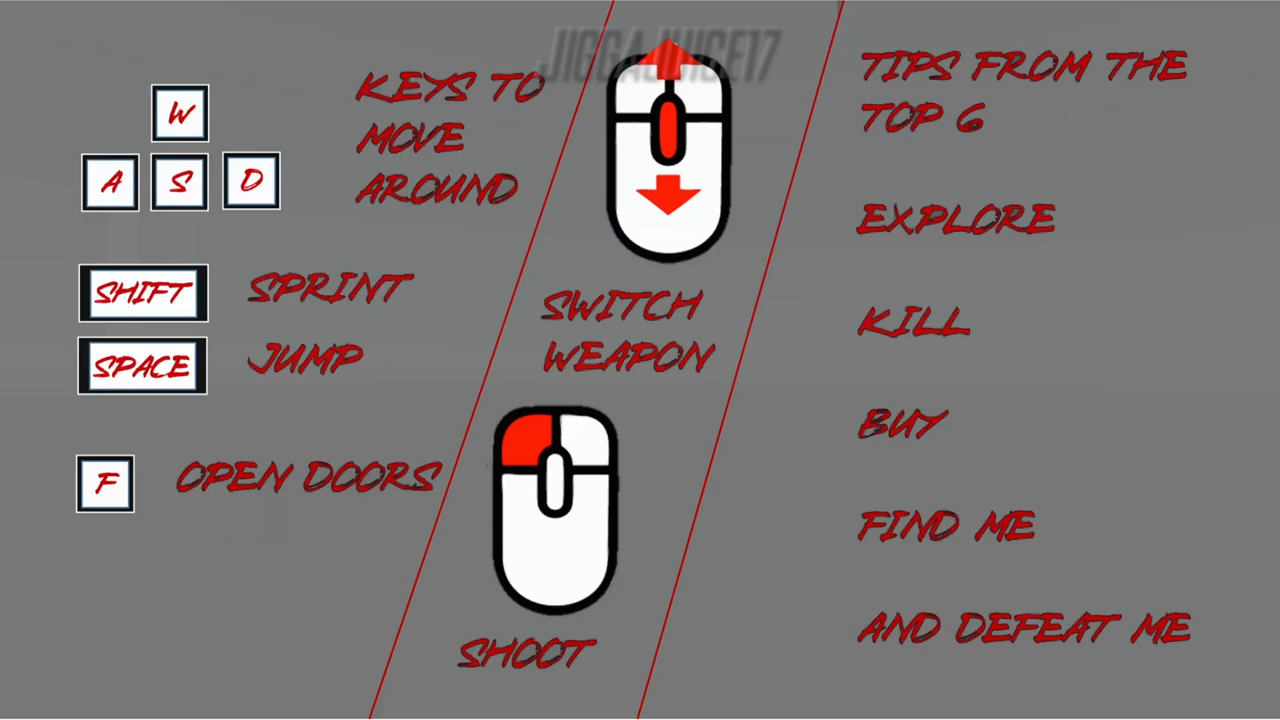 W
A S D
KEYS TO
MOVE
AROUND
SHIFT SPRINT
SPACE JUMP
F OPEN DOORS
JIGGAJUICE17
SWITCH
WEAPON
SHOOT
TIPS FROM THE
TOP 6
EXPLORE
KILL
BUY
FIND ME
AND DEFEAT ME